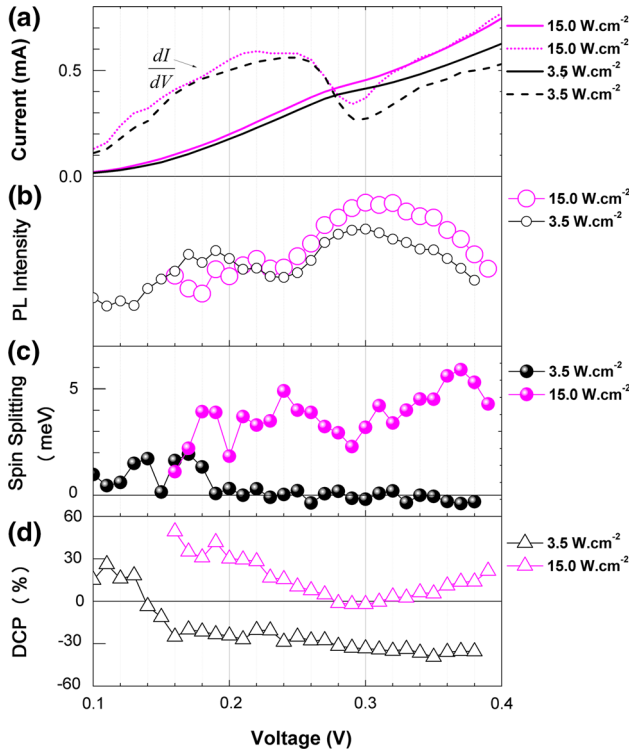 (a)
Current (mA)
0.5
0.0
dI
dV
15.0 W.cm⁻²
15.0 W.cm⁻²
3.5 W.cm⁻²
3.5 W.cm⁻²
(b)
PL Intensity
15.0 W.cm⁻²
3.5 W.cm⁻²
(c)
Spin Splitting
( meV)
5
0
3.5 W.cm⁻²
15.0 W.cm⁻²
(d)
DCP ( % )
60
30
0
-30
-60
3.5 W.cm⁻²
15.0 W.cm⁻²
0.1 0.2 0.3 0.4
Voltage (V)